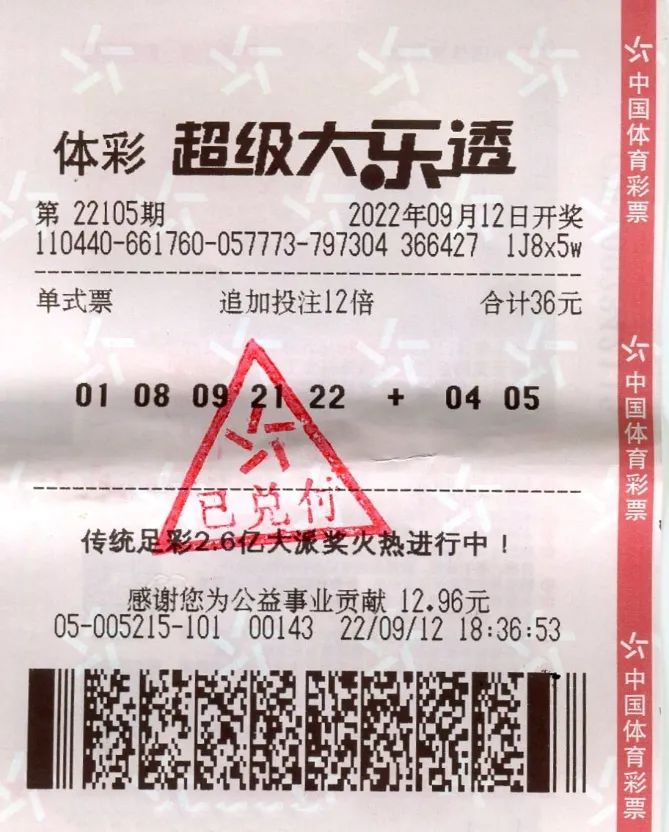 体彩 超级大乐透
第 22105期 2022年09月12日开奖
110440-661760-057773-797304 366427 1J8x5w
单式票 追加投注12倍 合计36元
01 08 09 21 22 + 04 05
已兑付
传统足彩2.6亿大派奖火热进行中！
感谢您为公益事业贡献 12.96元
05-005215-101 00143 22/09/12 18:36:53
中国体育彩票
中国体育彩票
中国体育彩票